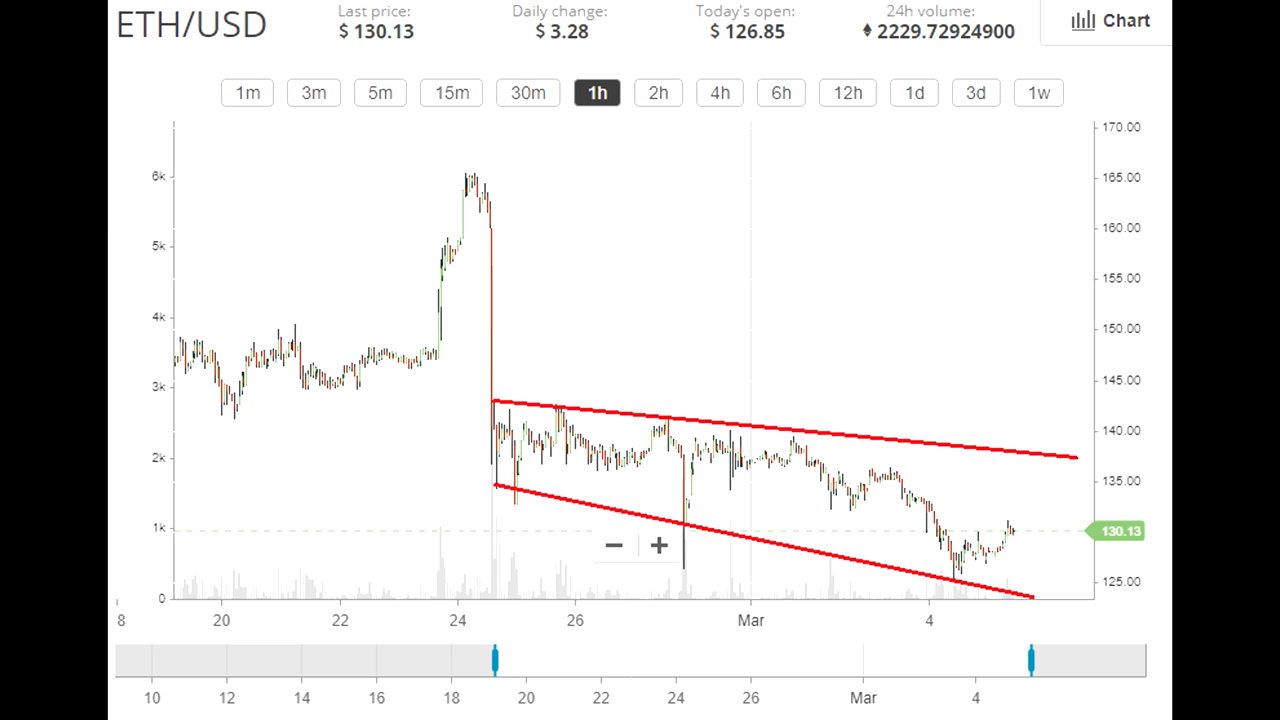 ETH/USD
Last price:
$ 130.13
Daily change:
$ 3.28
Today's open:
$ 126.85
24h volume:
2229.72924900
Chart
1m 3m 5m 15m 30m 1h 2h 4h 6h 12h 1d 3d 1w
170.00
6k 165.00
160.00
5k
155.00
4k
150.00
3k 145.00
140.00
2k
135.00
1k 130.13
− +
125.00
0
8 20 22 24 26 Mar 4
10 12 14 16 18 20 22 24 26 Mar 4